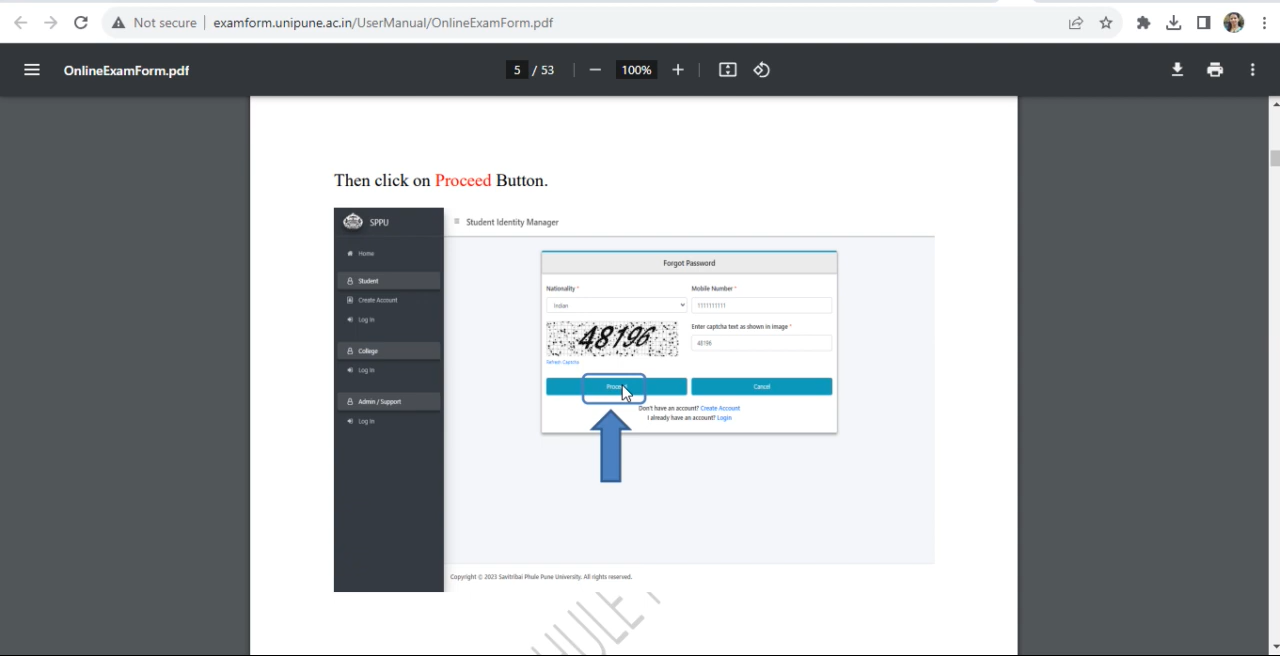 Not secure
examform.unipune.ac.in/UserManual/OnlineExamForm.pdf
OnlineExamForm.pdf
5 / 53
100%
Then click on Proceed Button.
SPPU
Student Identity Manager
Home
Student
Create Account
Log In
College
Log In
Admin / Support
Log In
Forgot Password
Nationality *
Mobile Number *
Indian
1111111111
48196
Enter captcha text as shown in image *
48196
Refresh Captcha
Cancel
Don't have an account? Create Account
I already have an account? Login
Copyright © 2023 Savitribai Phule Pune University. All rights reserved.